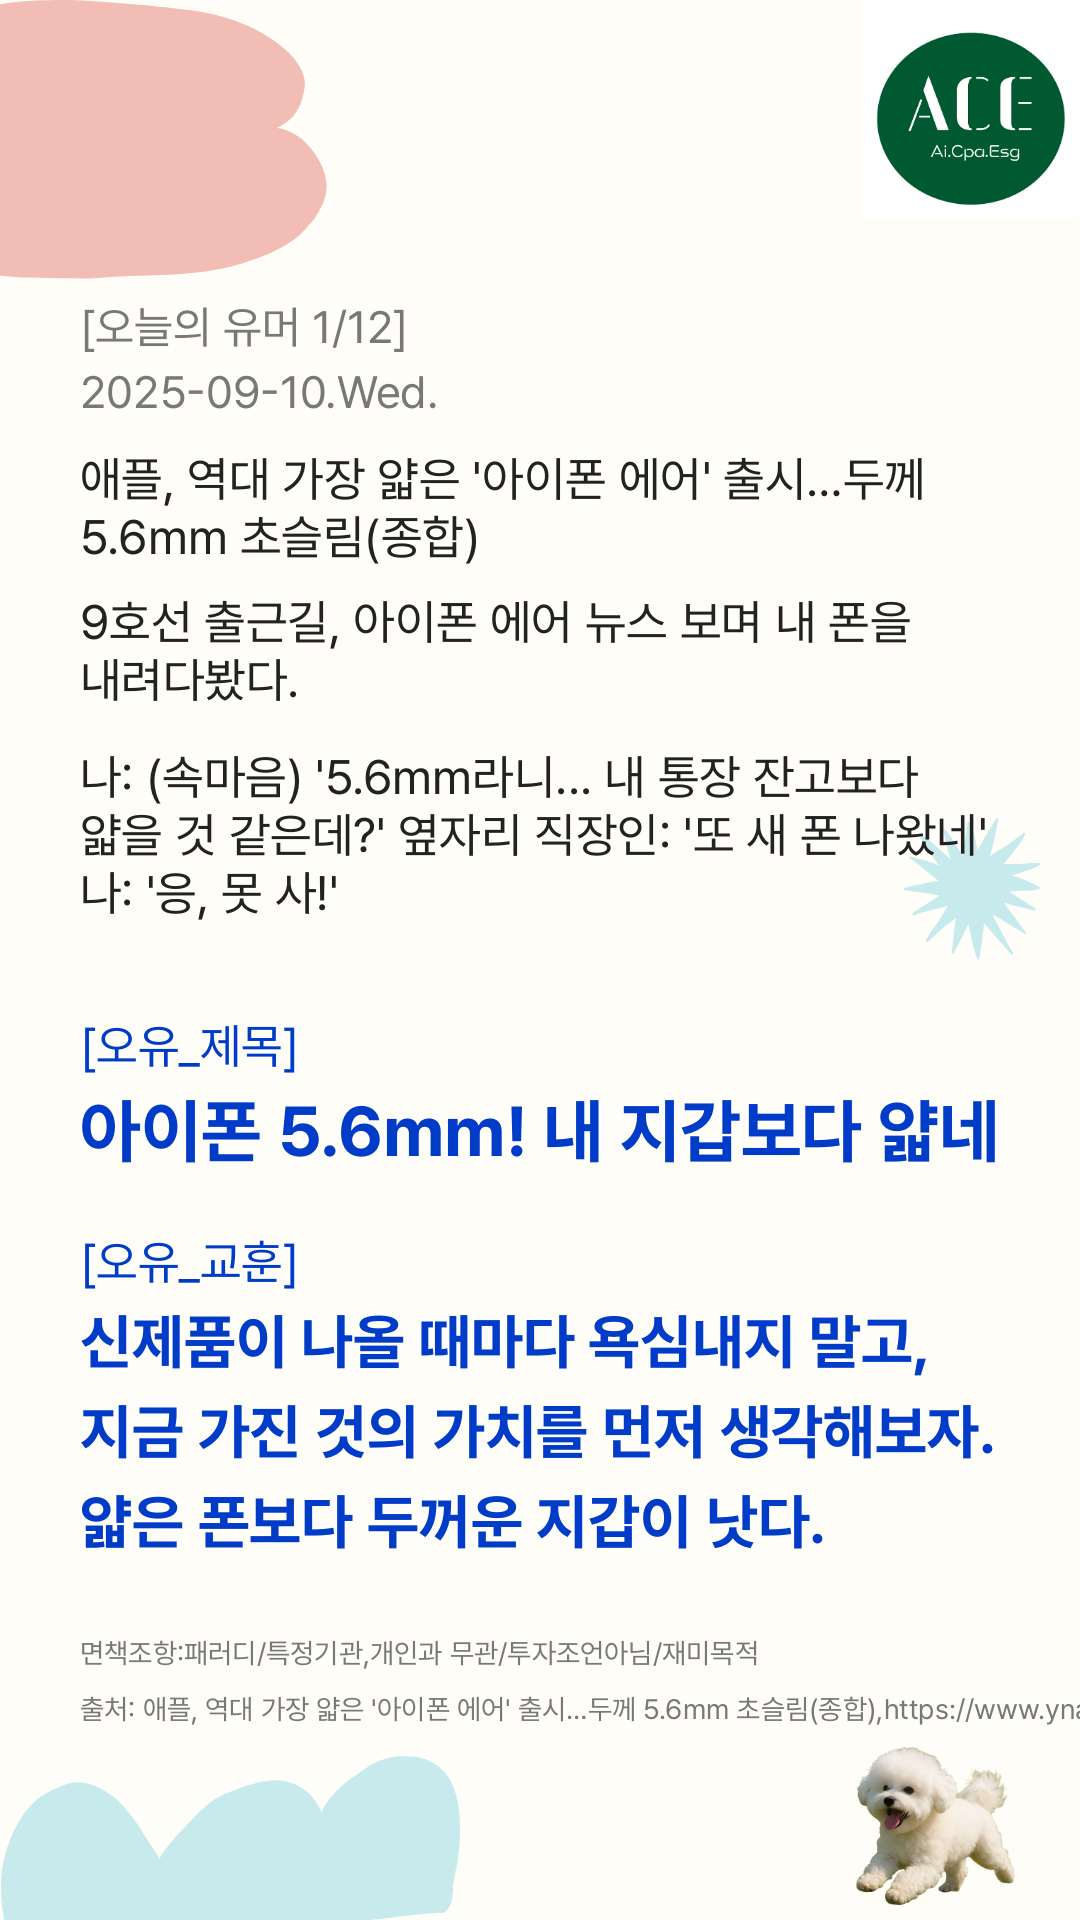 ACE
Ai.Cpa.Esg
[오늘의 유머 1/12]
2025-09-10.Wed.
애플, 역대 가장 얇은 '아이폰 에어' 출시...두께
5.6mm 초슬림(종합)
9호선 출근길, 아이폰 에어 뉴스 보며 내 폰을
내려다봤다.
나: (속마음) '5.6mm라니... 내 통장 잔고보다
얇을 것 같은데?' 옆자리 직장인: '또 새 폰 나왔네'
나: '응, 못 사!'
[오유_제목]
아이폰 5.6mm! 내 지갑보다 얇네
[오유_교훈]
신제품이 나올 때마다 욕심내지 말고,
지금 가진 것의 가치를 먼저 생각해보자.
얇은 폰보다 두꺼운 지갑이 낫다.
면책조항:패러디/특정기관,개인과 무관/투자조언아님/재미목적
출처: 애플, 역대 가장 얇은 '아이폰 에어' 출시...두께 5.6mm 초슬림(종합),https://www.yna